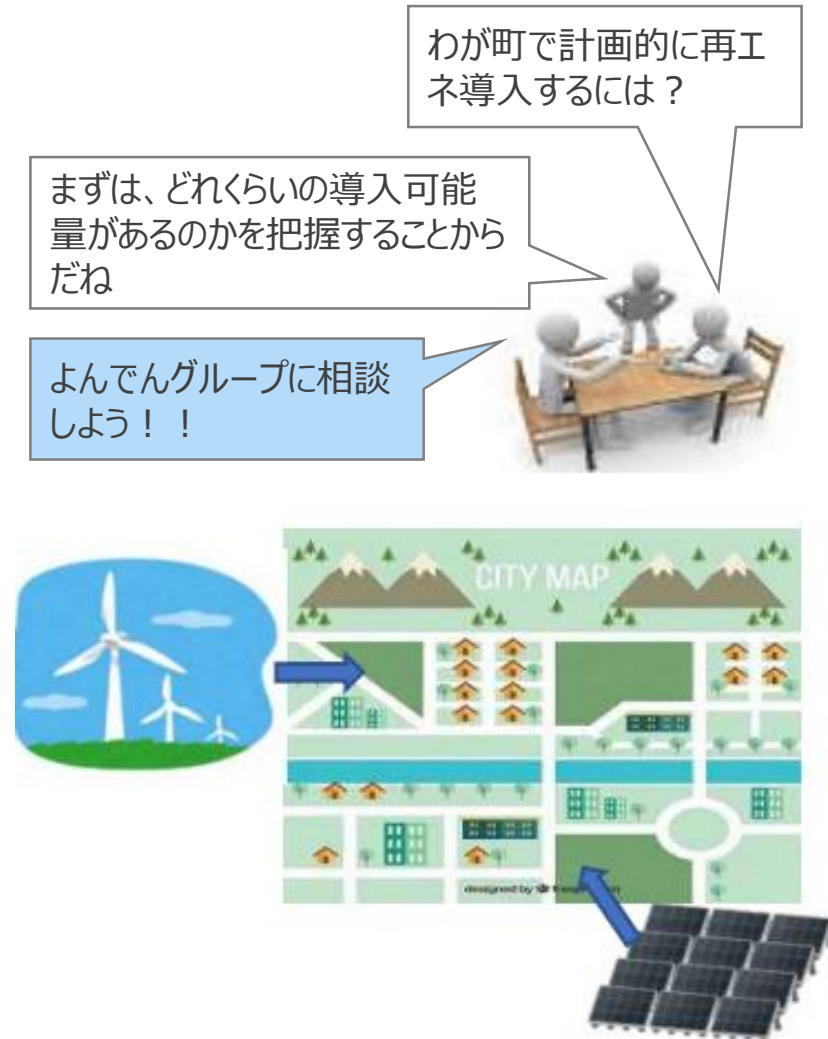 わが町で計画的に再エ
ネ導入するには？
まずは、どれくらいの導入可能
量があるのかを把握することから
だね
よんでんグループに相談
しよう！！
CITY MAP
designed by